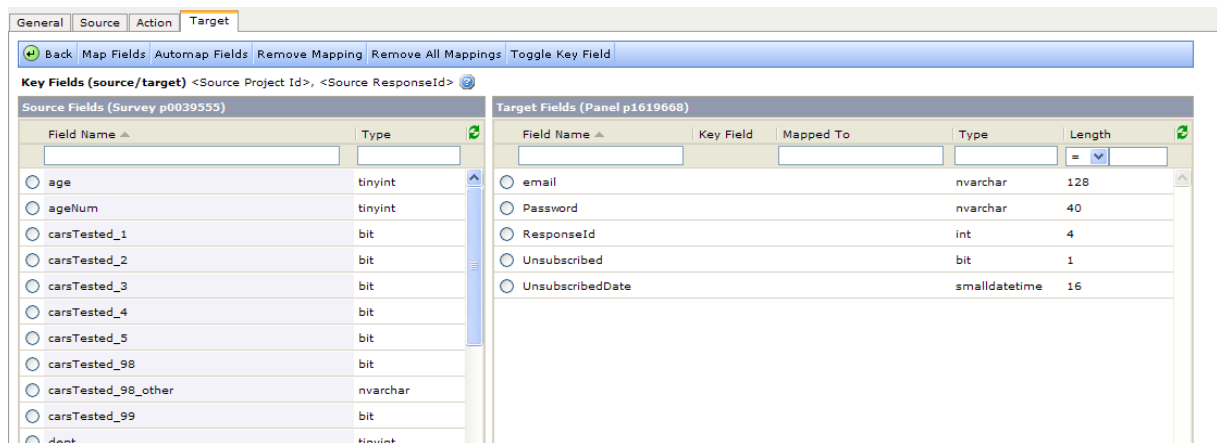 General Source Action Target
Back Map Fields Automap Fields Remove Mapping Remove All Mappings Toggle Key Field
Key Fields (source/target) <Source Project Id>, <Source ResponseId>
Source Fields (Survey p0039555) Target Fields (Panel p1619668)
Field Name Type Field Name Key Field Mapped To Type Length
=
age tinyint email nvarchar 128
ageNum tinyint Password nvarchar 40
carsTested_1 bit ResponseId int 4
carsTested_2 bit Unsubscribed bit 1
carsTested_3 bit UnsubscribedDate smalldatetime 16
carsTested_4 bit
carsTested_5 bit
carsTested_98 bit
carsTested_98_other nvarchar
carsTested_99 bit
dept tinyint